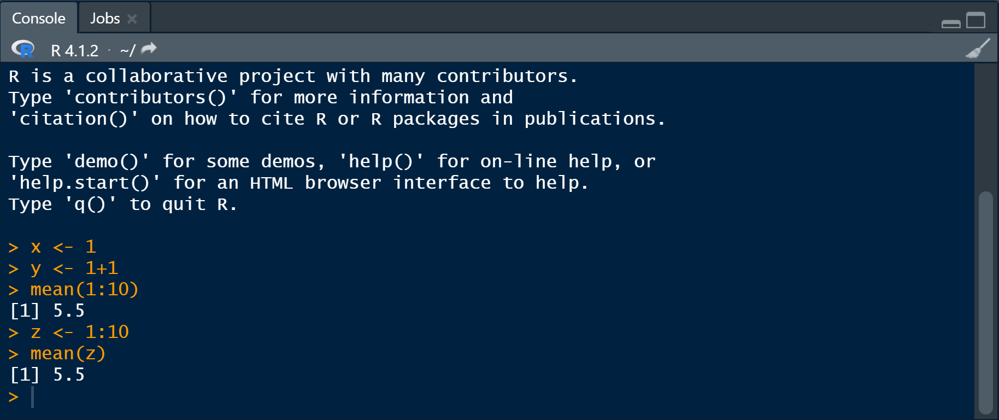 Console Jobs
R 4.1.2 · ~/
R is a collaborative project with many contributors.
Type 'contributors()' for more information and
'citation()' on how to cite R or R packages in publications.

Type 'demo()' for some demos, 'help()' for on-line help, or
'help.start()' for an HTML browser interface to help.
Type 'q()' to quit R.

> x <- 1
> y <- 1+1
> mean(1:10)
[1] 5.5
> z <- 1:10
> mean(z)
[1] 5.5
>